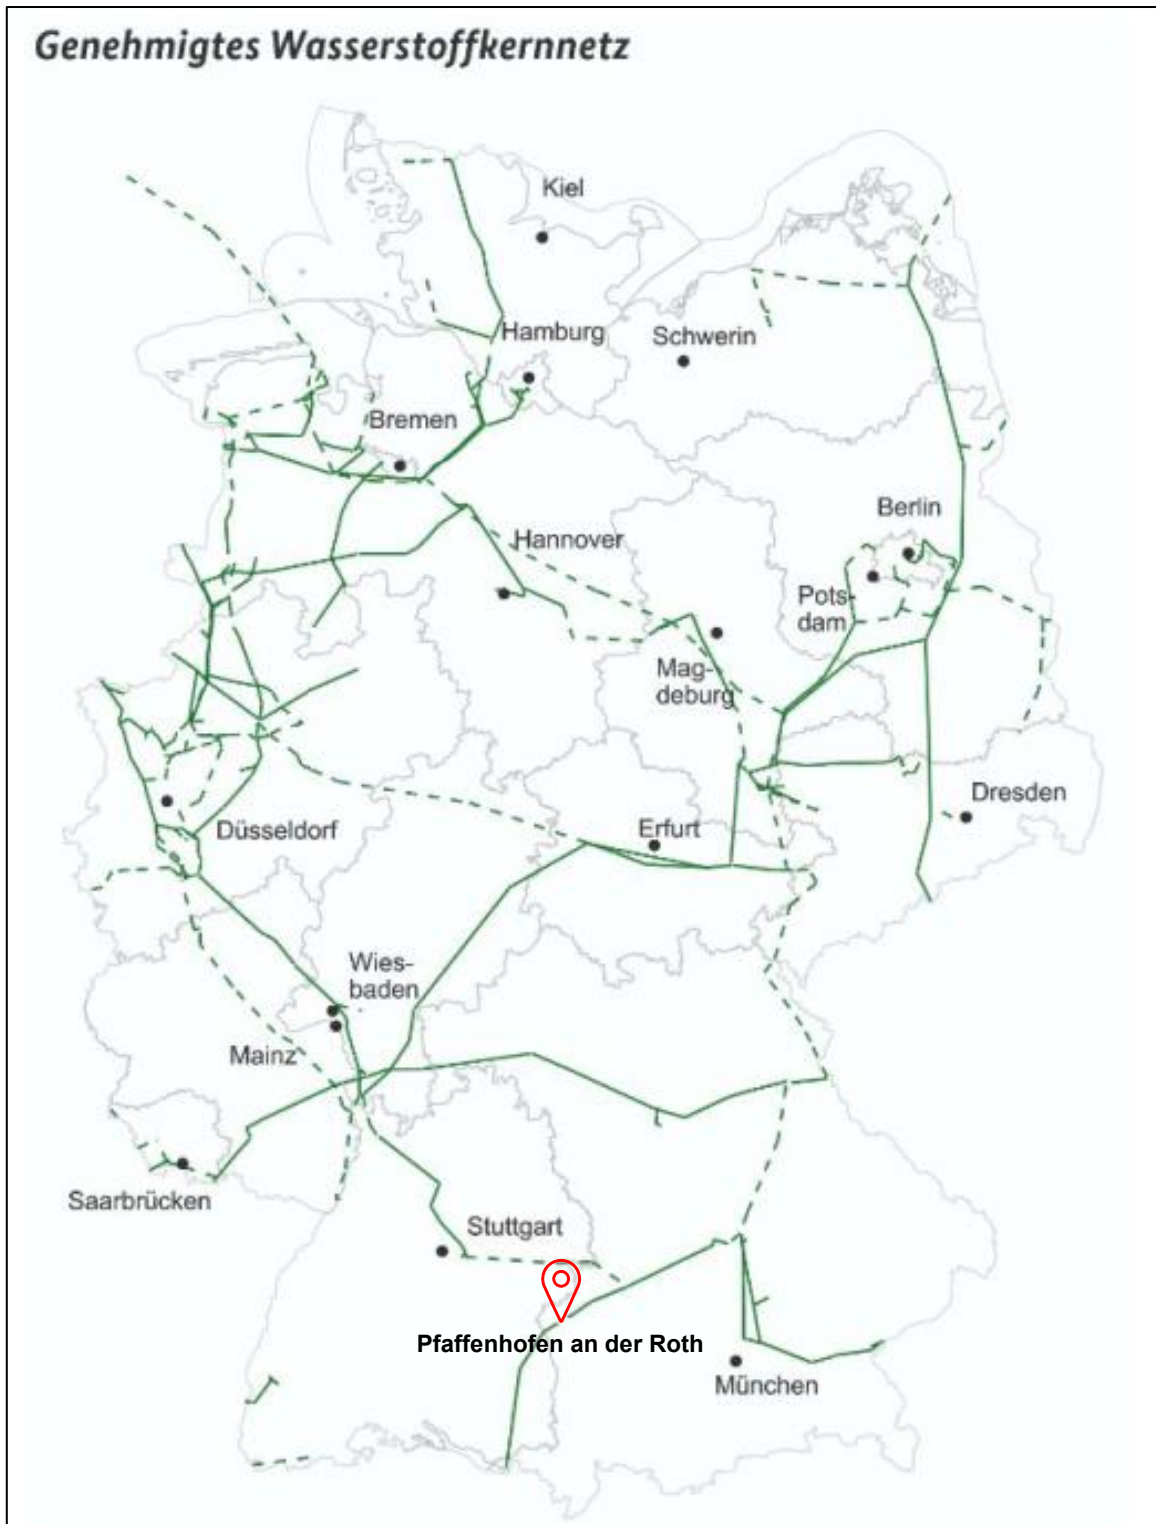 Genehmigtes Wasserstoffkernnetz
Kiel
Hamburg
Schwerin
Bremen
Berlin
Hannover
Pots-
dam
Mag-
deburg
Dresden
Düsseldorf
Erfurt
Wies-
baden
Mainz
Saarbrücken
Stuttgart
Pfaffenhofen an der Roth
München